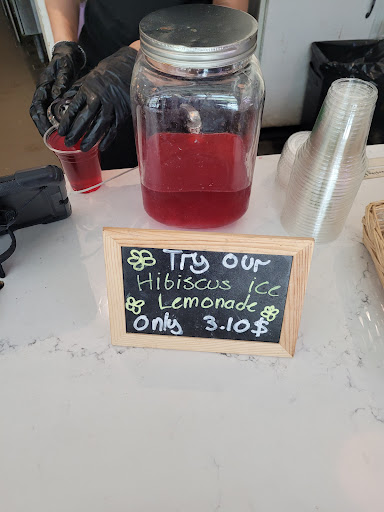 Try our
Hibiscus ice
Lemonade
Only 3.10$